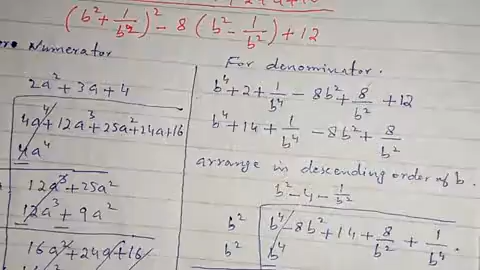 (b² + 1/b²)² - 8 (b² - 1/b²) + 12
Numerator
2a² + 3a + 4
4a⁴ + 12a³ + 25a² + 24a + 16
4a⁴
12a³ + 25a²
12a³ + 9a²
16a² + 24a + 16
For denominator.
b⁴ + 2 + 1/b⁴ - 8b² + 8/b² + 12
b⁴ + 14 + 1/b⁴ - 8b² + 8/b²
arrange in descending order of b.
b² - 4 - 1/b²
b² b⁴ - 8b² + 14 + 8/b² + 1/b⁴.
b² b⁴